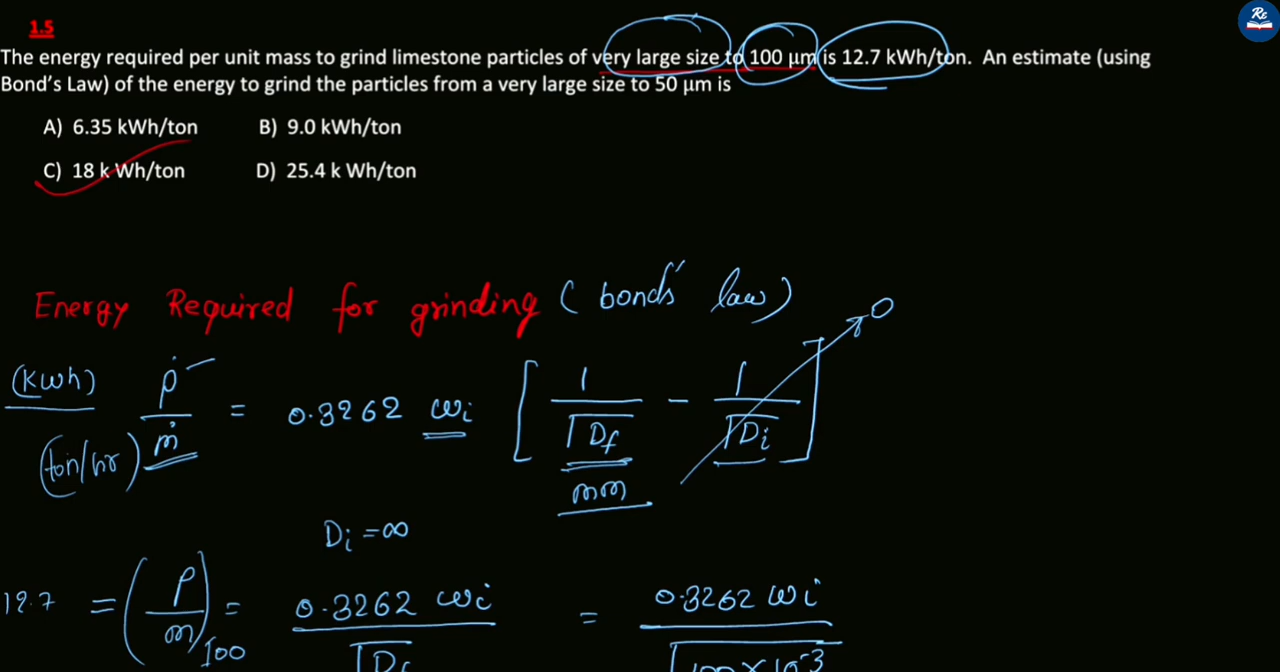 Re
1.5
The energy required per unit mass to grind limestone particles of very large size to 100 μm is 12.7 kWh/ton. An estimate (using
Bond's Law) of the energy to grind the particles from a very large size to 50 μm is
A) 6.35 kWh/ton B) 9.0 kWh/ton
C) 18 k Wh/ton D) 25.4 k Wh/ton
Energy Required for grinding (bonds' law)
(kwh) / (ton/hr) Ṗ/ṁ = 0.3262 ωi [ 1/√Df - 1/√Di ] → 0
mm
Di = ∞
12.7 = (P/m)100 = 0.3262 ωi / √Df = 0.3262 ωi / √100 × 10⁻³